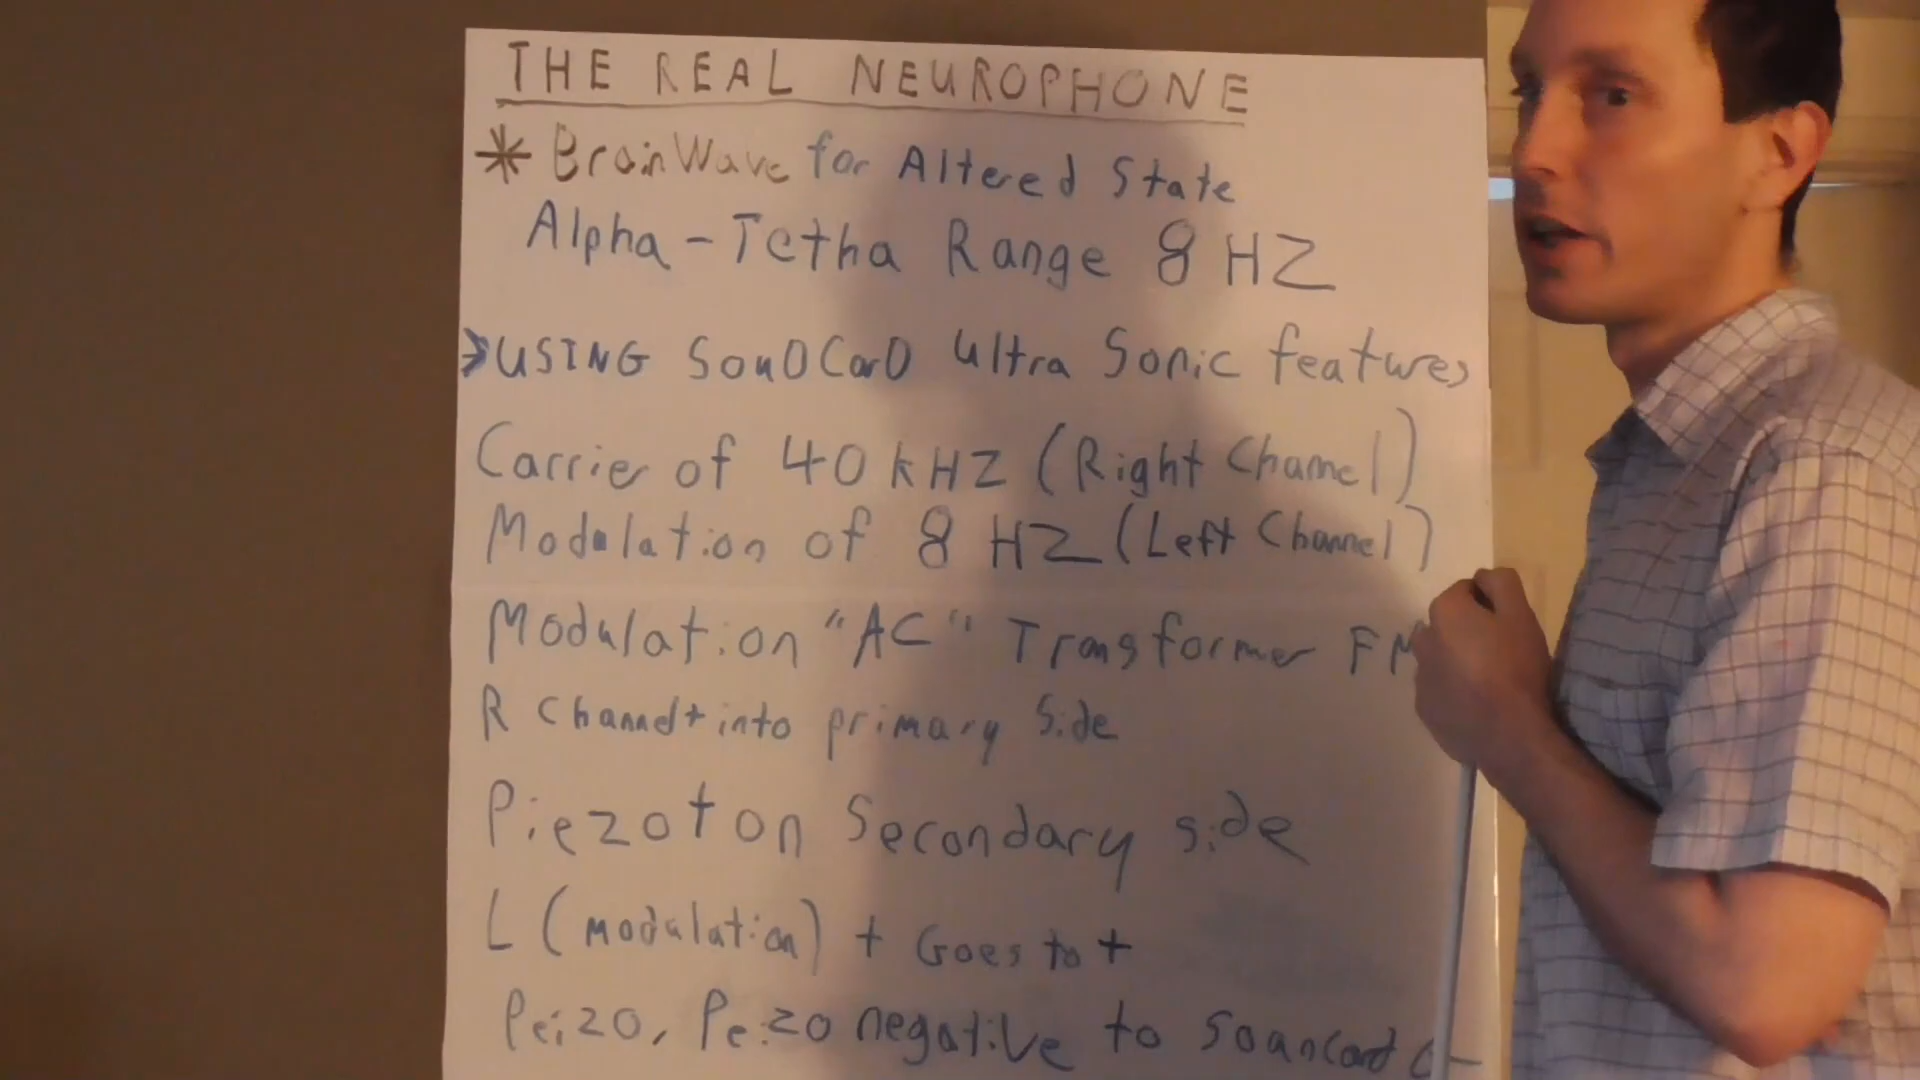 THE REAL NEUROPHONE
* BrainWave for Altered State
Alpha - Tetha Range 8 HZ
> USING SounDCarD Ultra Sonic features
Carrier of 40 kHZ (Right Channel)
Modulation of 8 HZ (Left Channel)
Modulation "AC" Transformer FM
R Channel + into primary Side
Piezo + on Secondary side
L (modulation) + Goes to +
Peizo, Peizo negative to Souncard